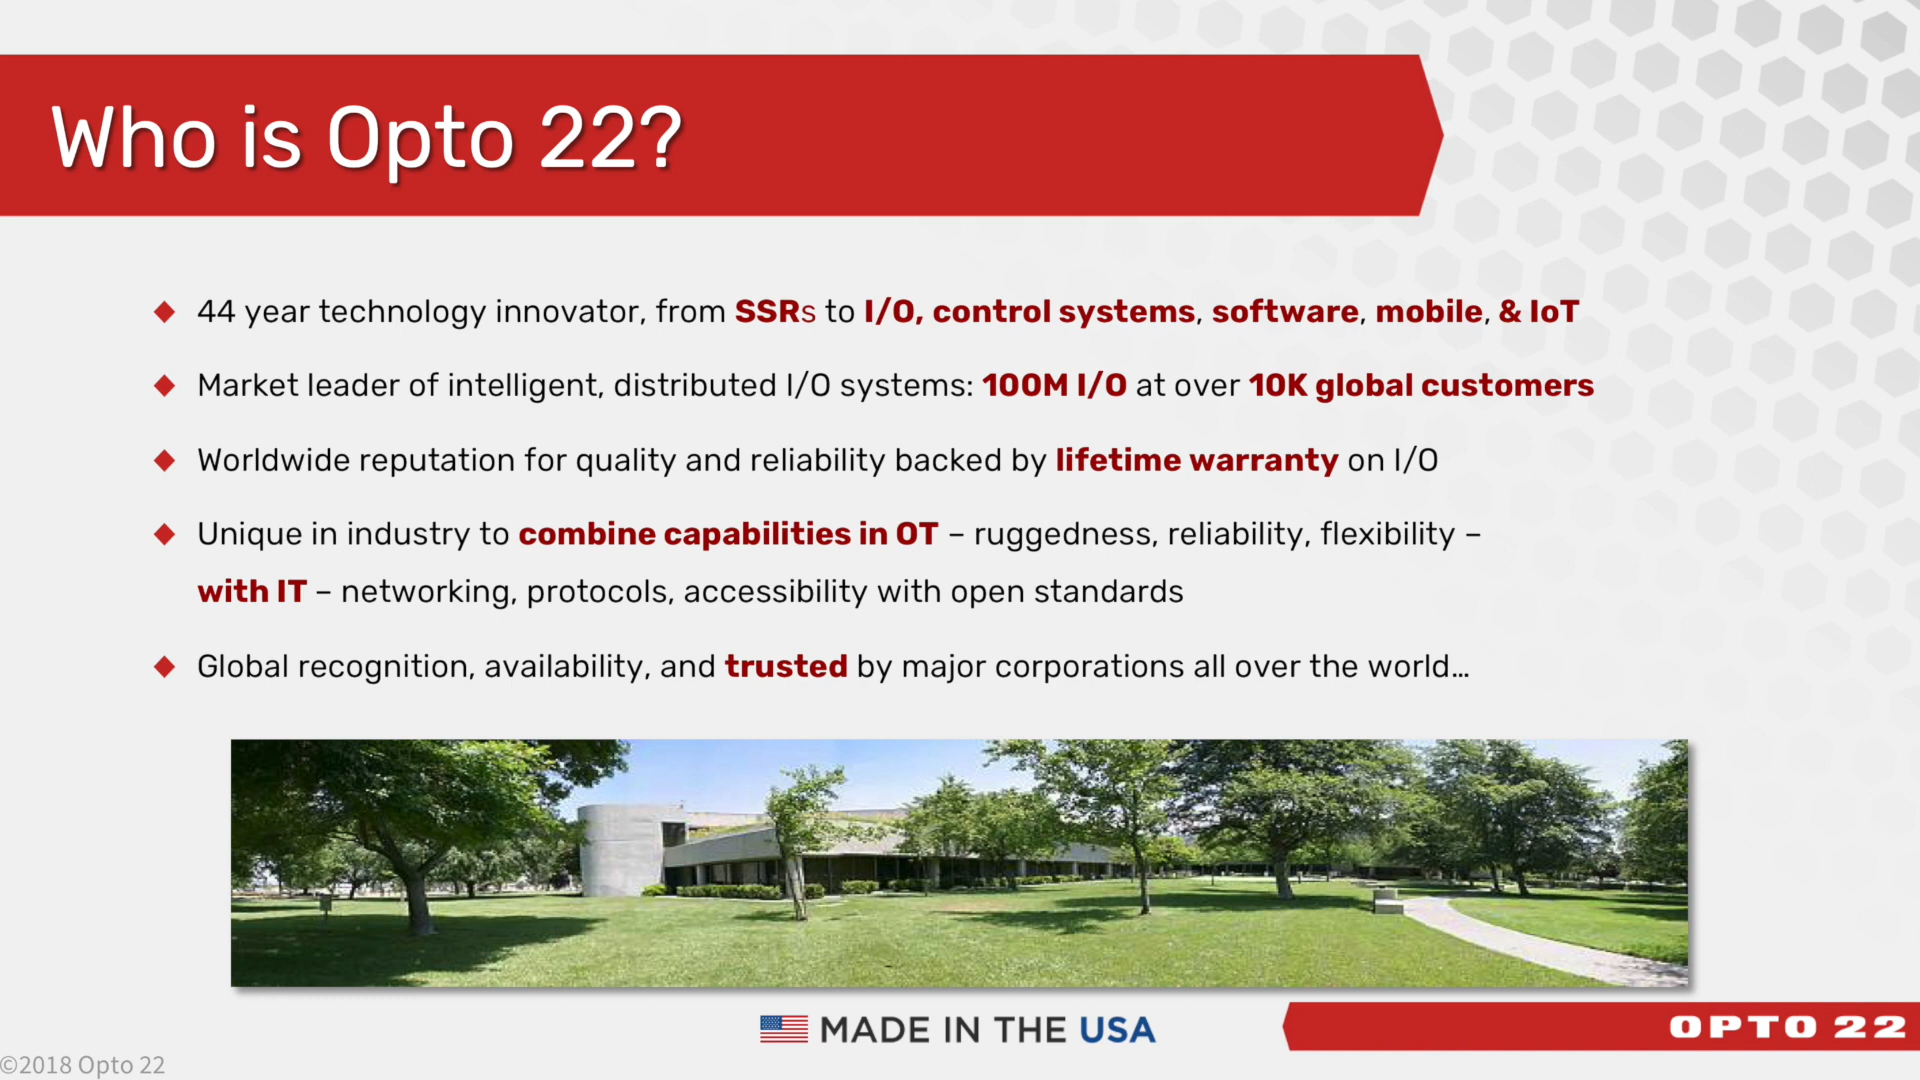 Who is Opto 22?
44 year technology innovator, from SSRs to I/O, control systems, software, mobile, & IoT
Market leader of intelligent, distributed I/O systems: 100M I/O at over 10K global customers
Worldwide reputation for quality and reliability backed by lifetime warranty on I/O
Unique in industry to combine capabilities in OT – ruggedness, reliability, flexibility –
with IT – networking, protocols, accessibility with open standards
Global recognition, availability, and trusted by major corporations all over the world…
MADE IN THE USA
OPTO 22
©2018 Opto 22